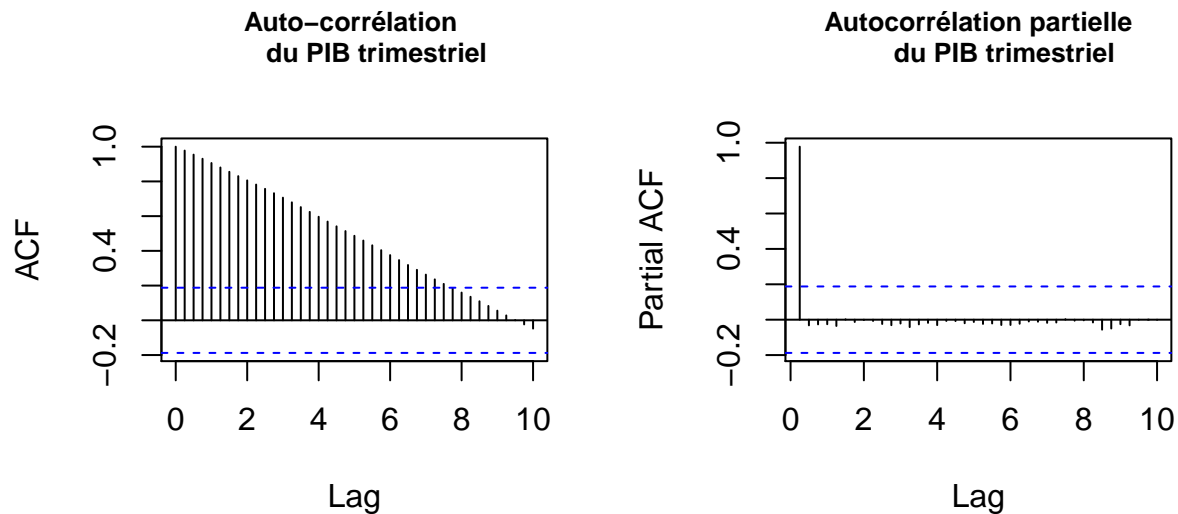 Auto−corrélation
du PIB trimestriel
ACF
1.0
0.4
−0.2
0 2 4 6 8 10
Lag
Autocorrélation partielle
du PIB trimestriel
Partial ACF
1.0
0.4
−0.2
0 2 4 6 8 10
Lag